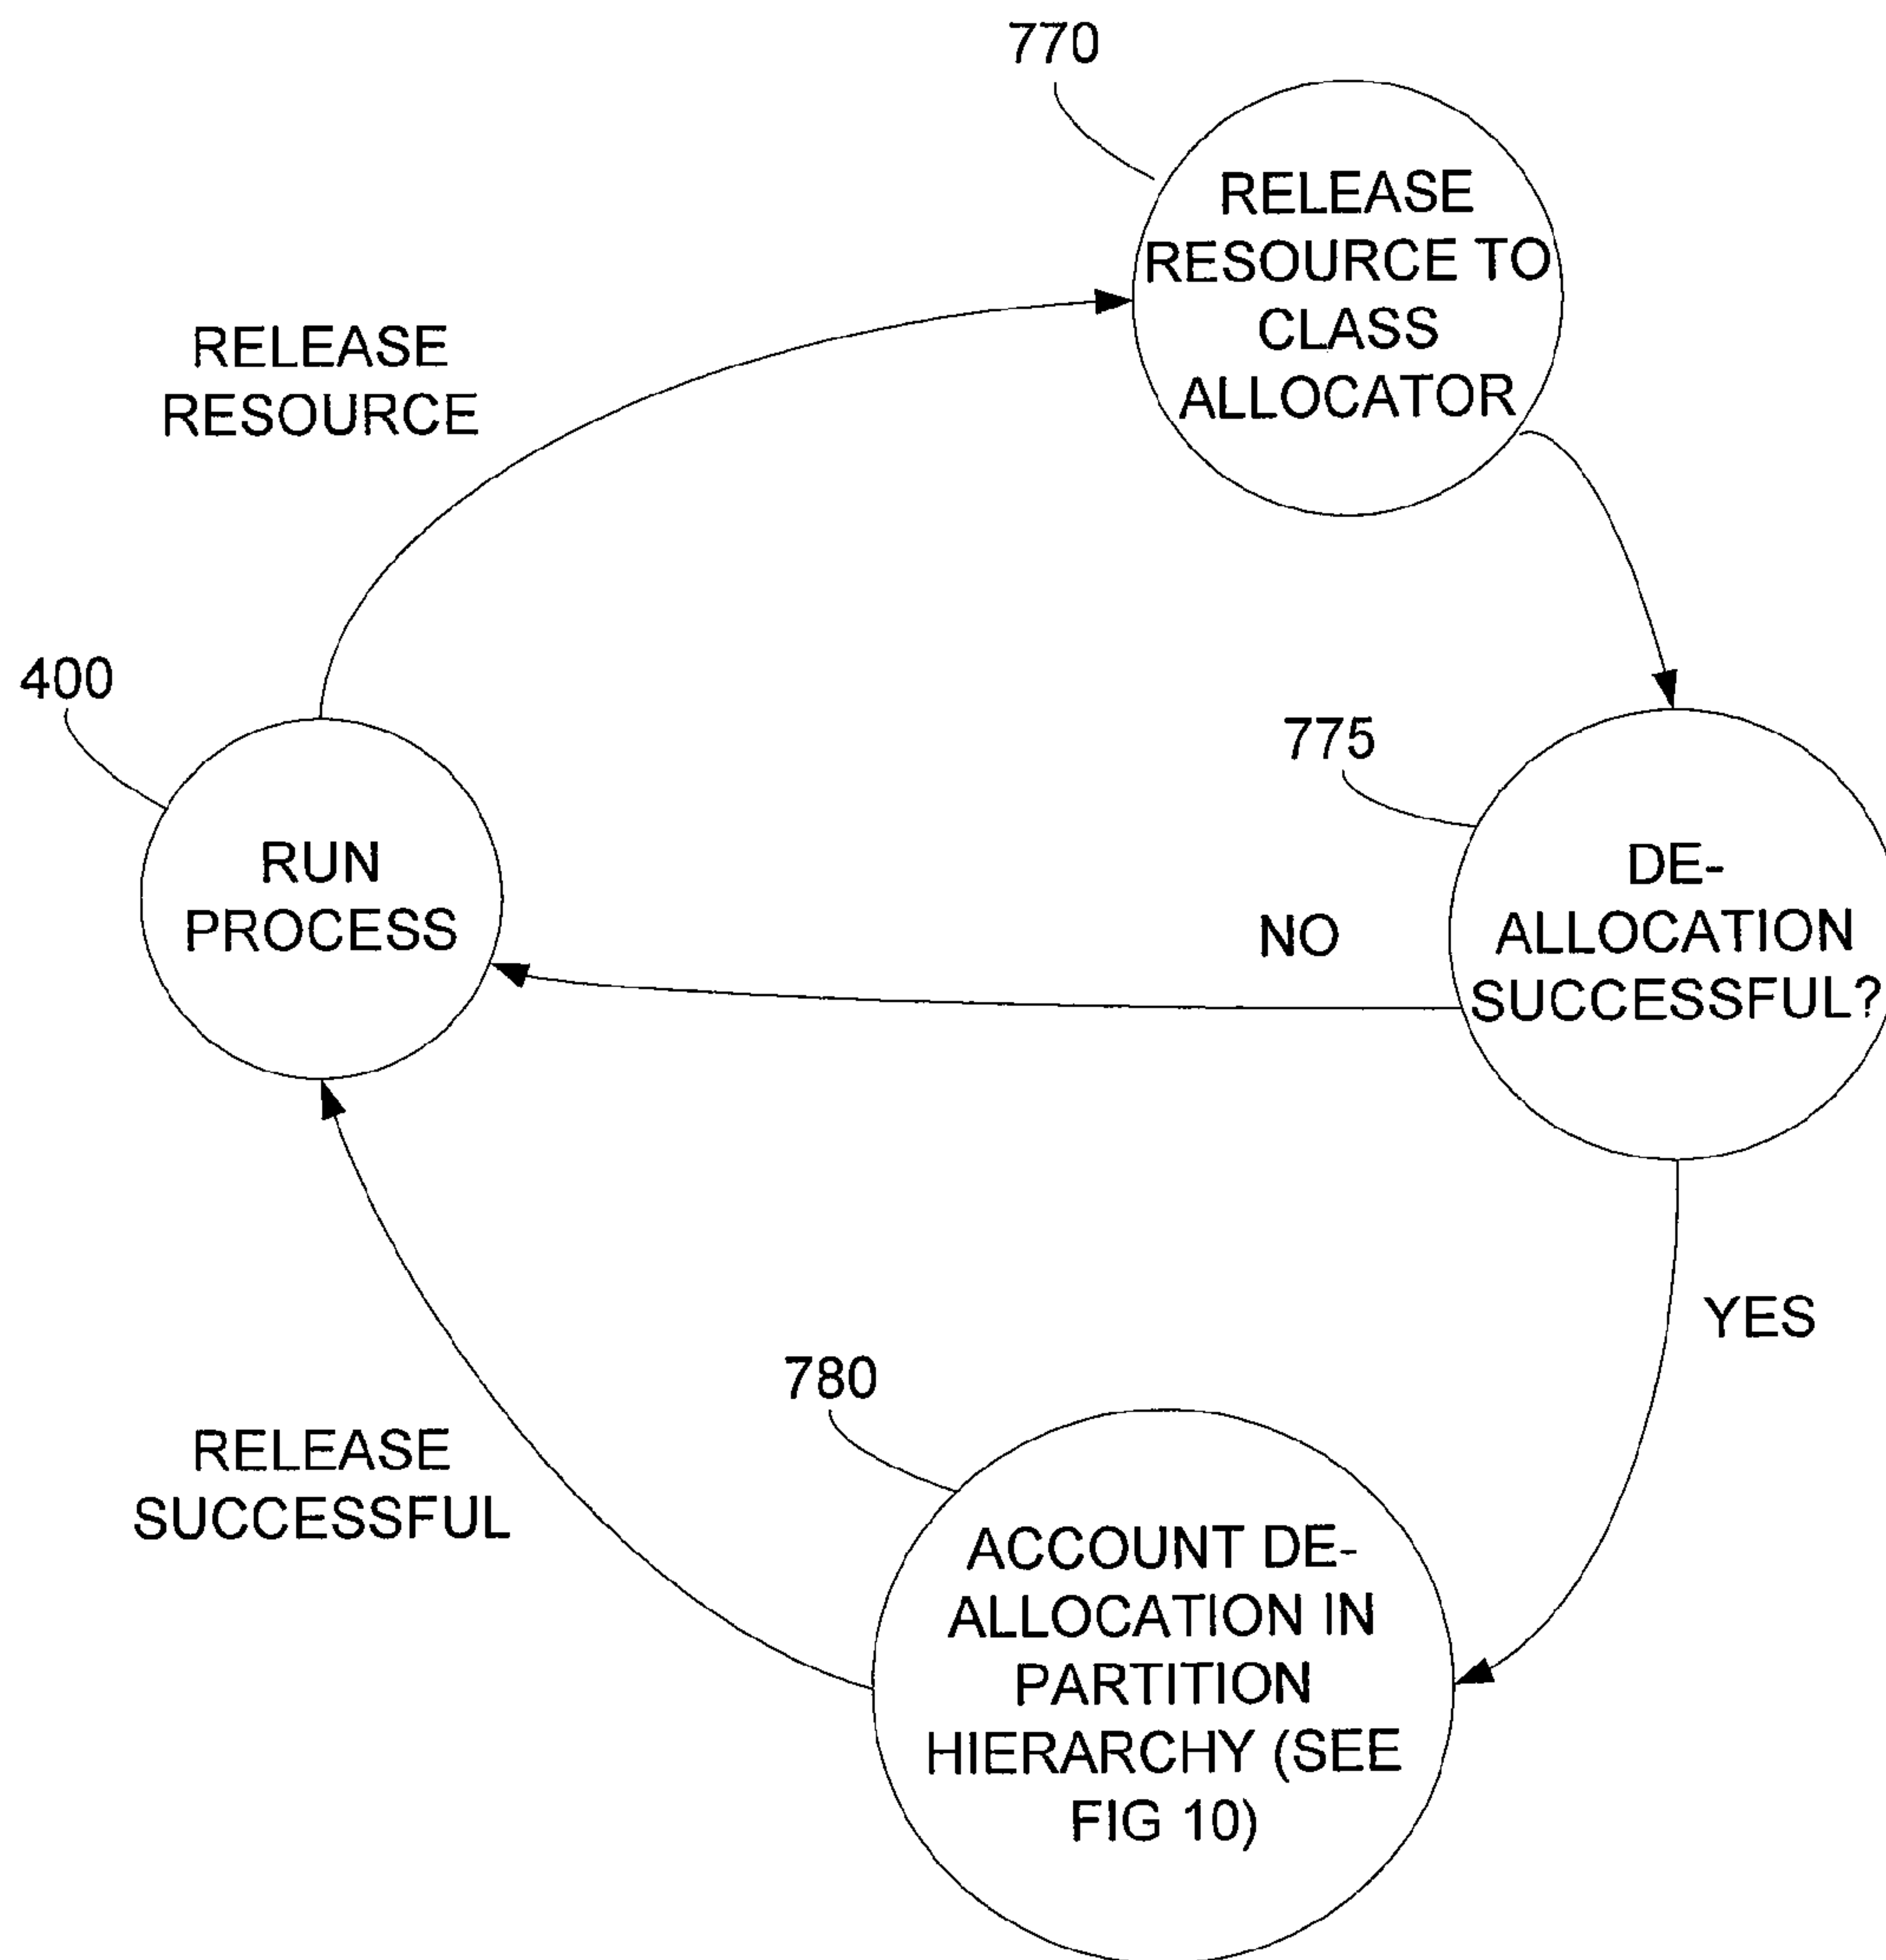 770
RELEASE
RESOURCE TO
CLASS
ALLOCATOR
RELEASE
RESOURCE
400
RUN
PROCESS
775
DE-
ALLOCATION
SUCCESSFUL?
NO
YES
780
RELEASE
SUCCESSFUL
ACCOUNT DE-
ALLOCATION IN
PARTITION
HIERARCHY (SEE
FIG 10)